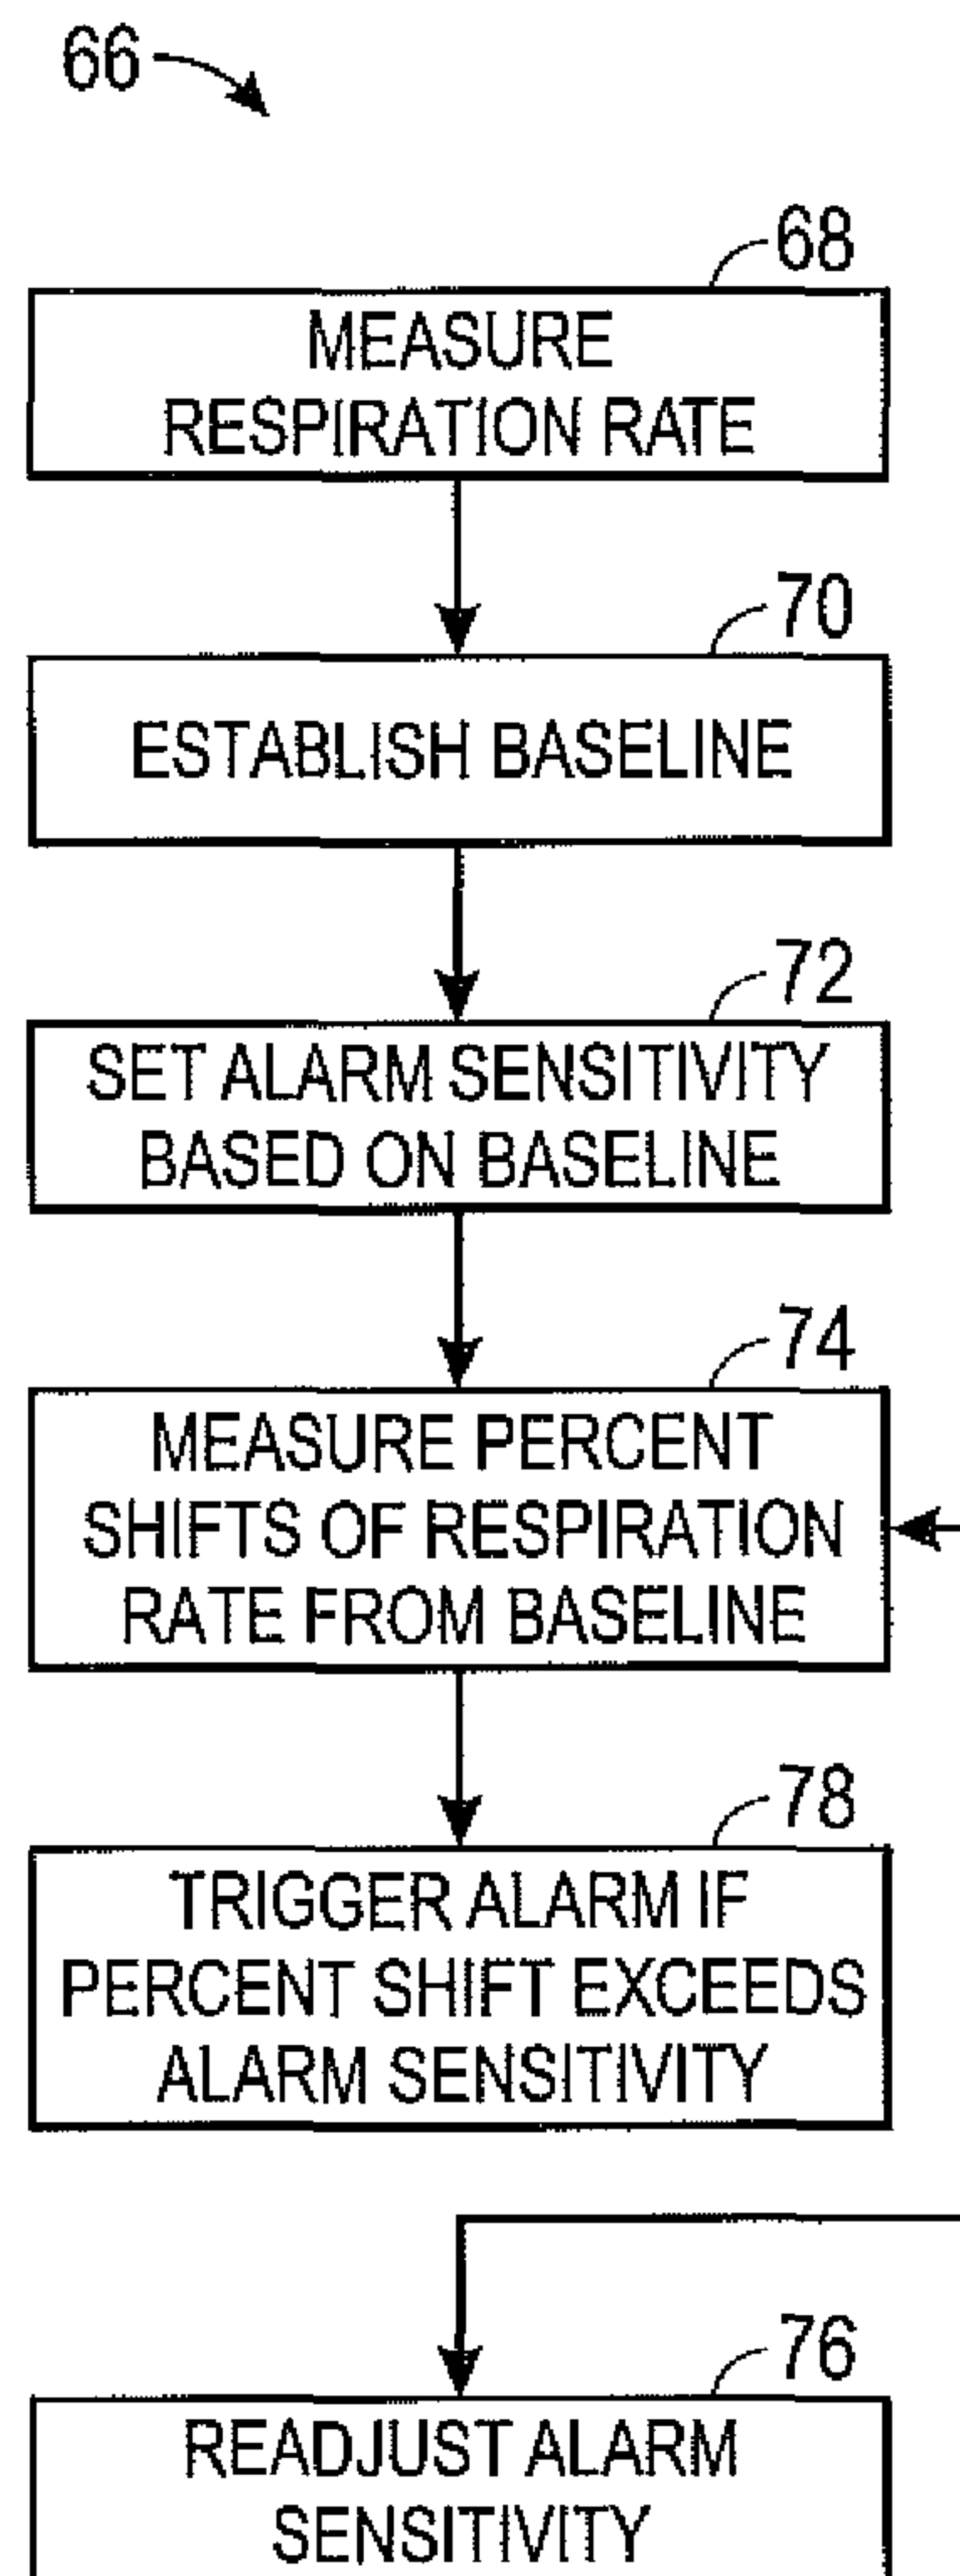 66
68
MEASURE
RESPIRATION RATE
70
ESTABLISH BASELINE
72
SET ALARM SENSITIVITY
BASED ON BASELINE
74
MEASURE PERCENT
SHIFTS OF RESPIRATION
RATE FROM BASELINE
78
TRIGGER ALARM IF
PERCENT SHIFT EXCEEDS
ALARM SENSITIVITY
76
READJUST ALARM
SENSITIVITY